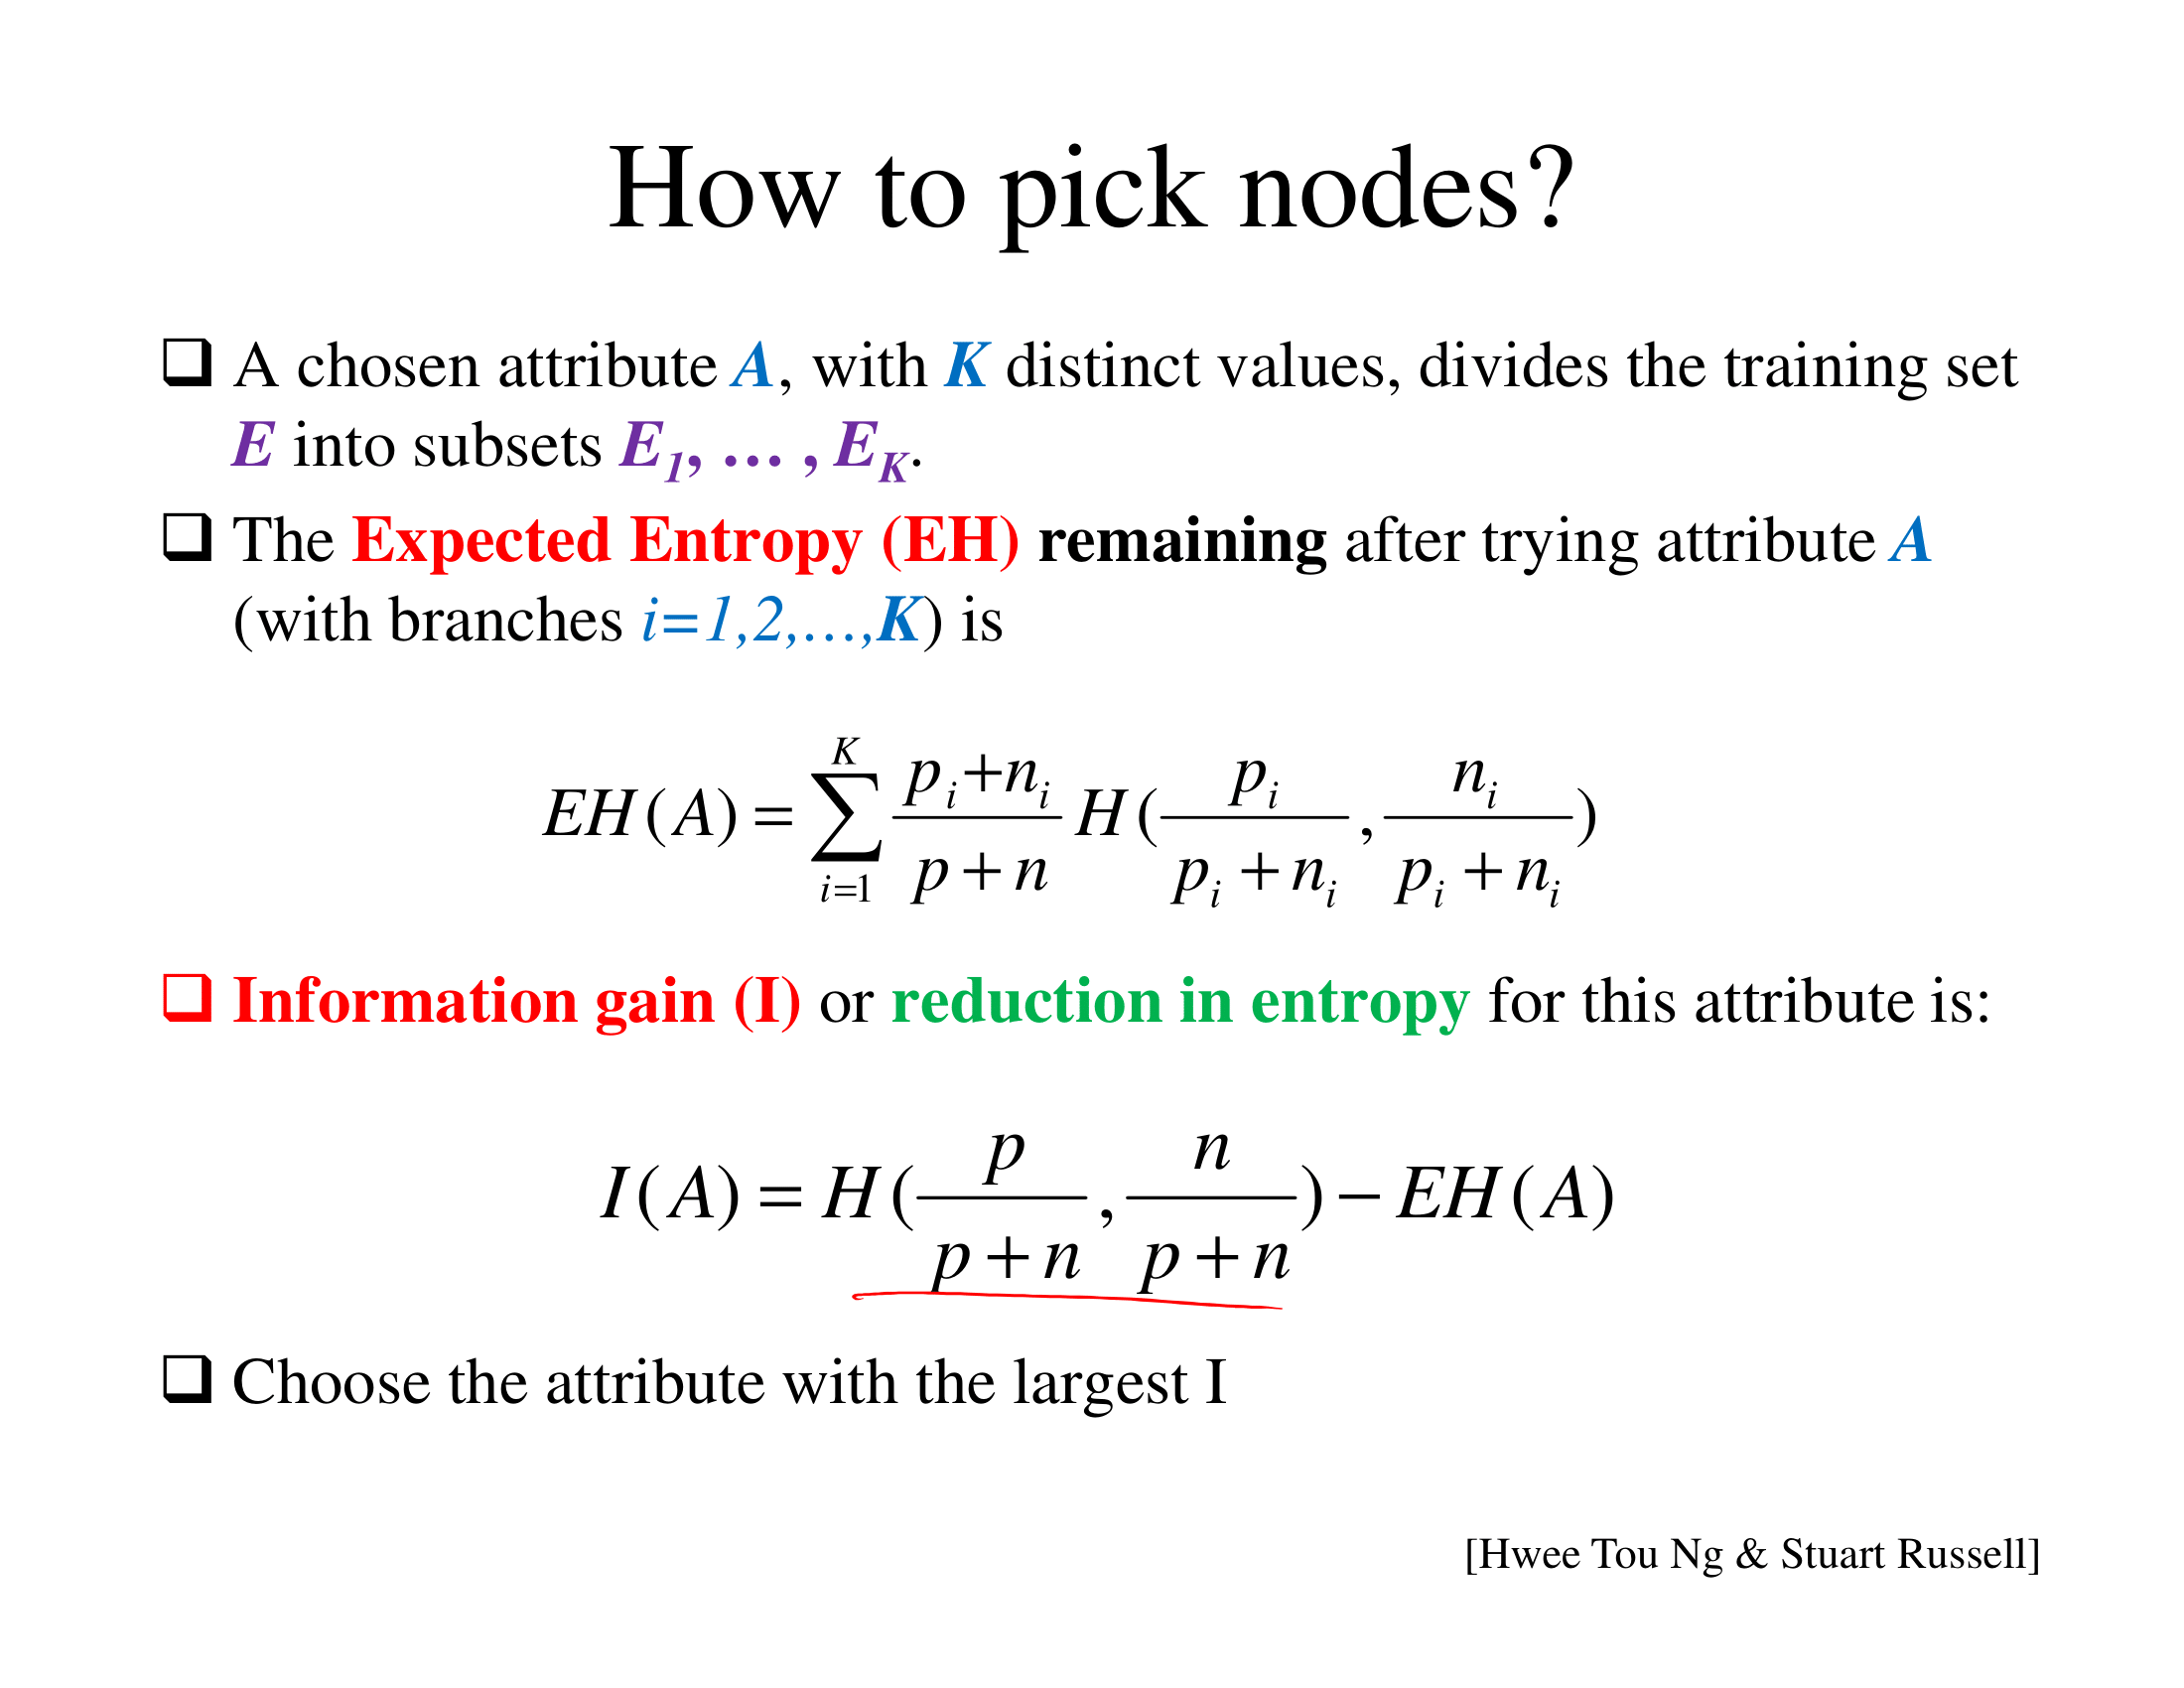 How to pick nodes?
❑ A chosen attribute A, with K distinct values, divides the training set
E into subsets E₁, … , E_K.
❑ The Expected Entropy (EH) remaining after trying attribute A
(with branches i=1,2,…,K) is
EH(A) = \sum_{i=1}^{K} \frac{p_i+n_i}{p+n} H(\frac{p_i}{p_i+n_i}, \frac{n_i}{p_i+n_i})
❑ Information gain (I) or reduction in entropy for this attribute is:
I(A) = H(\frac{p}{p+n}, \frac{n}{p+n}) − EH(A)
❑ Choose the attribute with the largest I
[Hwee Tou Ng & Stuart Russell]